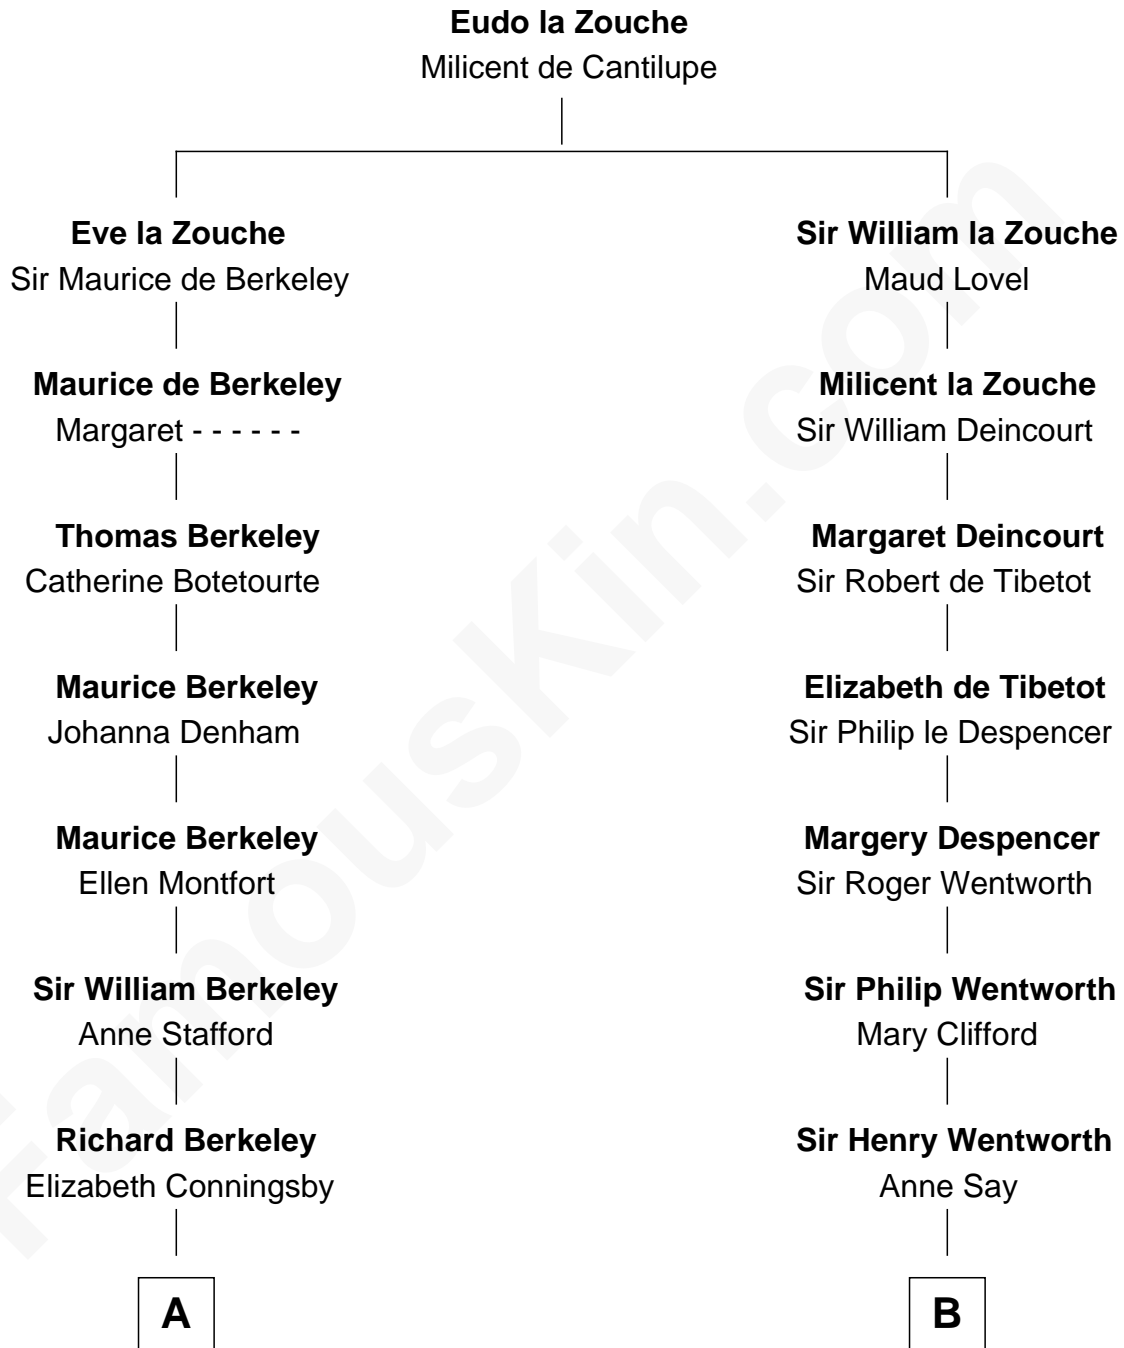 Eudo la Zouche
Milicent de Cantilupe
Eve la Zouche
Sir Maurice de Berkeley
Sir William la Zouche
Maud Lovel
Maurice de Berkeley
Margaret - - - - - -
Milicent la Zouche
Sir William Deincourt
Thomas Berkeley
Catherine Botetourte
Margaret Deincourt
Sir Robert de Tibetot
Maurice Berkeley
Johanna Denham
Elizabeth de Tibetot
Sir Philip le Despencer
Maurice Berkeley
Ellen Montfort
Margery Despencer
Sir Roger Wentworth
Sir William Berkeley
Anne Stafford
Sir Philip Wentworth
Mary Clifford
Richard Berkeley
Elizabeth Conningsby
Sir Henry Wentworth
Anne Say
A
B
FamousKin.com